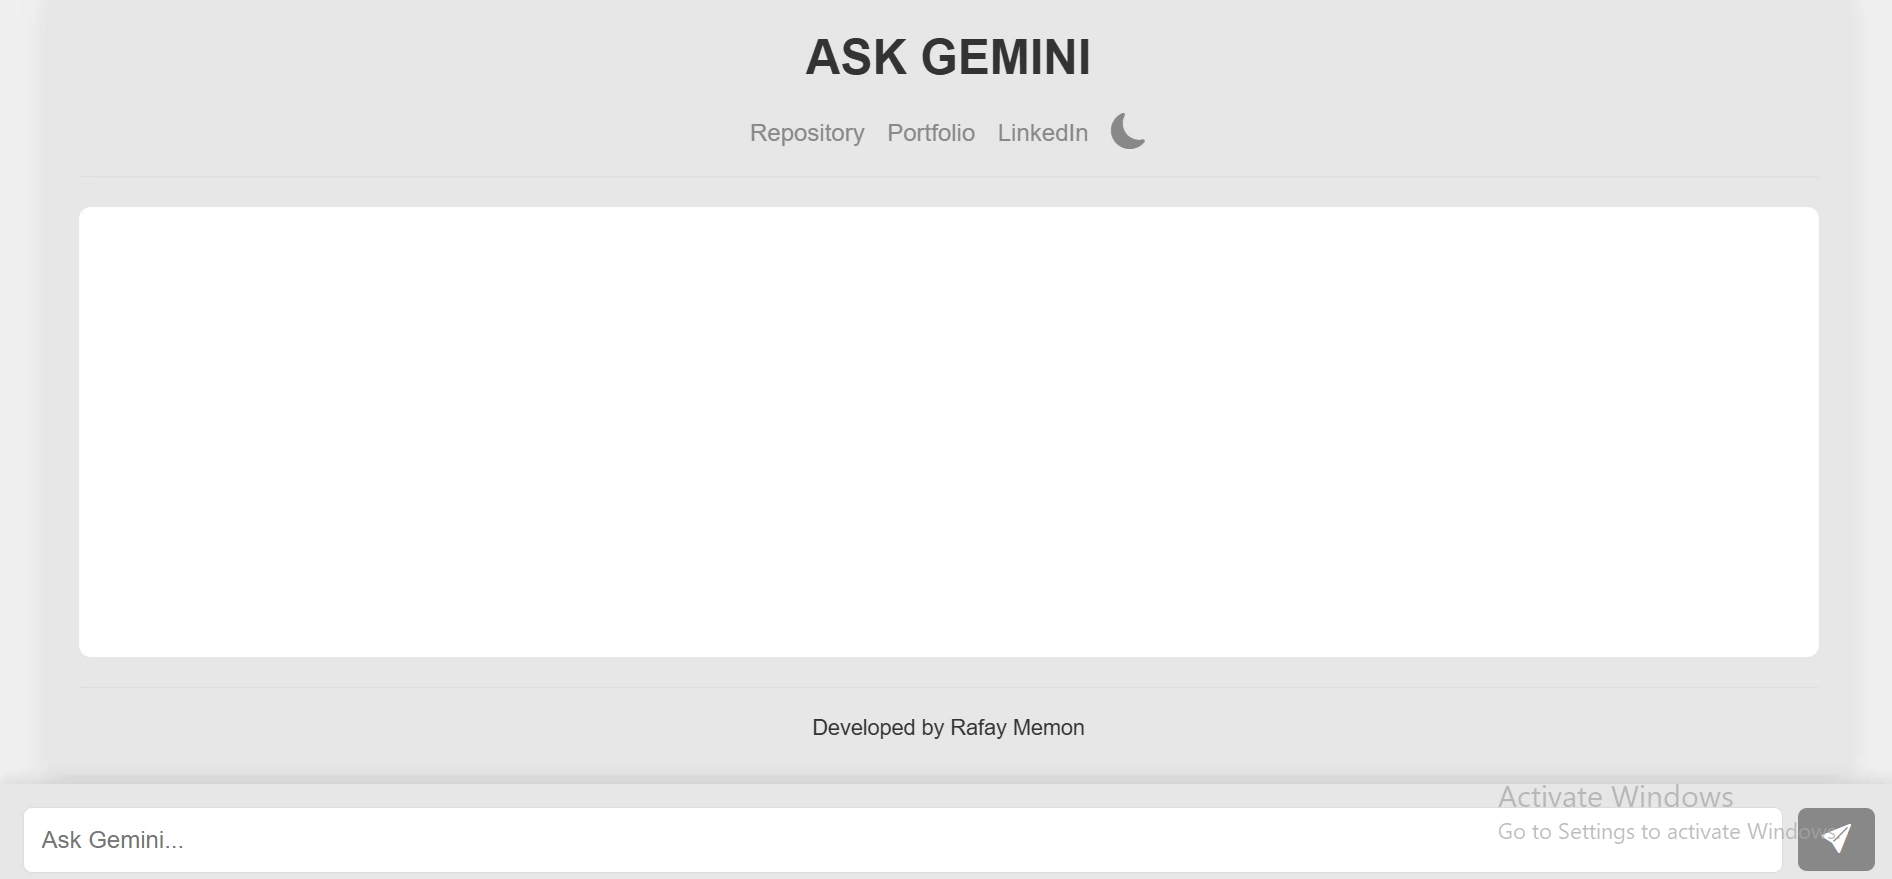 ASK GEMINI
Repository Portfolio LinkedIn
Developed by Rafay Memon
Activate Windows
Go to Settings to activate Windows.
Ask Gemini...